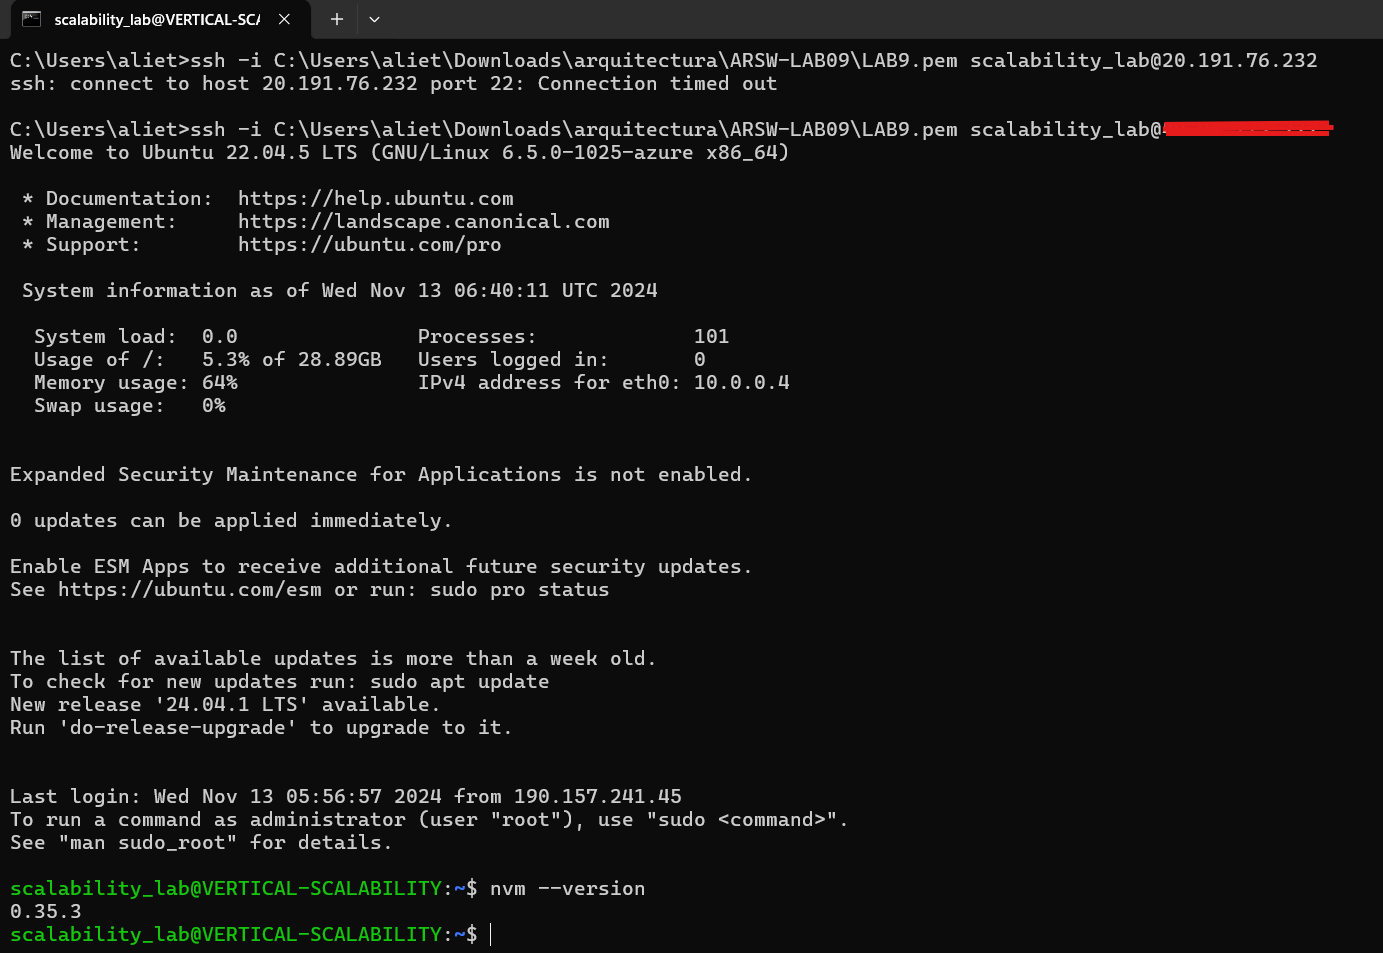 scalability_lab@VERTICAL-SCA
C:\Users\aliet>ssh -i C:\Users\aliet\Downloads\arquitectura\ARSW-LAB09\LAB9.pem scalability_lab@20.191.76.232
ssh: connect to host 20.191.76.232 port 22: Connection timed out
C:\Users\aliet>ssh -i C:\Users\aliet\Downloads\arquitectura\ARSW-LAB09\LAB9.pem scalability_lab@
Welcome to Ubuntu 22.04.5 LTS (GNU/Linux 6.5.0-1025-azure x86_64)
* Documentation: https://help.ubuntu.com
* Management: https://landscape.canonical.com
* Support: https://ubuntu.com/pro
System information as of Wed Nov 13 06:40:11 UTC 2024
System load: 0.0 Processes: 101
Usage of /: 5.3% of 28.89GB Users logged in: 0
Memory usage: 64% IPv4 address for eth0: 10.0.0.4
Swap usage: 0%
Expanded Security Maintenance for Applications is not enabled.
0 updates can be applied immediately.
Enable ESM Apps to receive additional future security updates.
See https://ubuntu.com/esm or run: sudo pro status
The list of available updates is more than a week old.
To check for new updates run: sudo apt update
New release '24.04.1 LTS' available.
Run 'do-release-upgrade' to upgrade to it.
Last login: Wed Nov 13 05:56:57 2024 from 190.157.241.45
To run a command as administrator (user "root"), use "sudo <command>".
See "man sudo_root" for details.
scalability_lab@VERTICAL-SCALABILITY:~$ nvm --version
0.35.3
scalability_lab@VERTICAL-SCALABILITY:~$